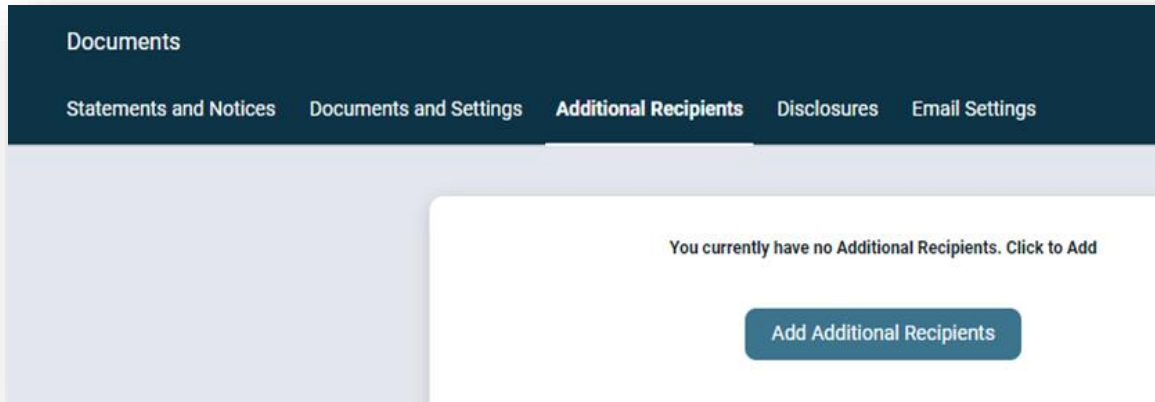 Documents
Statements and Notices Documents and Settings Additional Recipients Disclosures Email Settings
You currently have no Additional Recipients. Click to Add
Add Additional Recipients